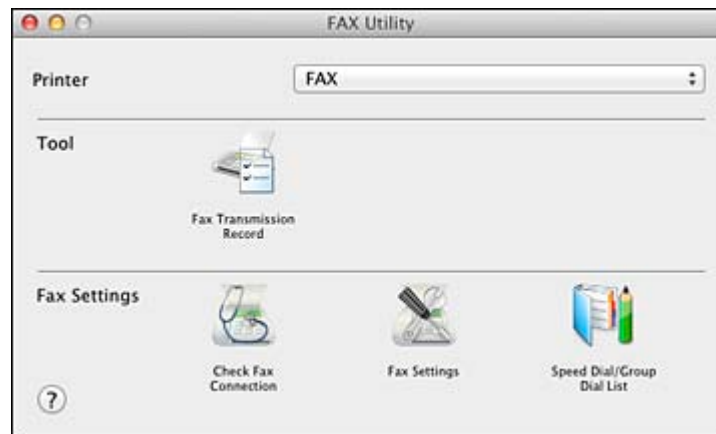 FAX Utility
Printer
FAX
Tool
Fax Transmission
Record
Fax Settings
Check Fax
Connection
Fax Settings
Speed Dial/Group
Dial List
?